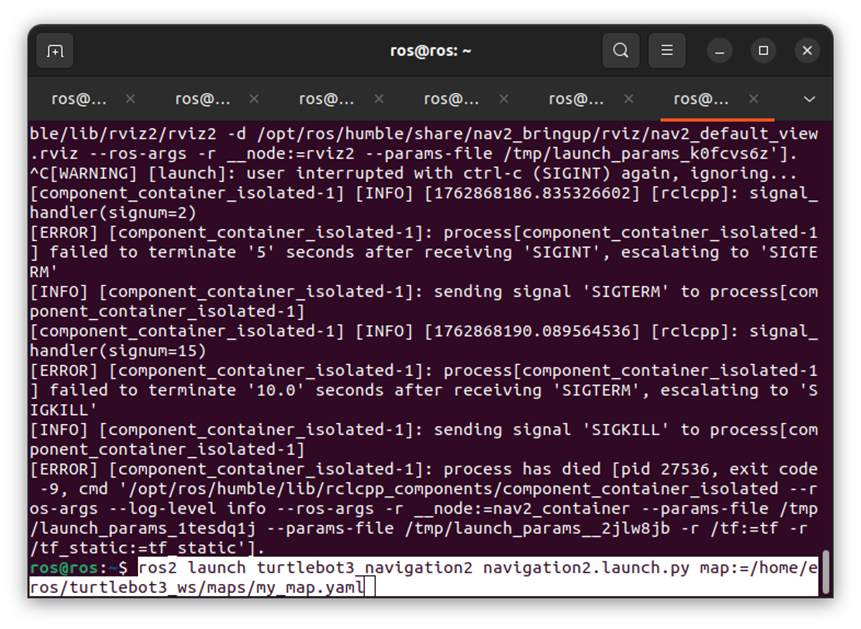 ros@ros: ~
ros@... ros@... ros@... ros@... ros@... ros@...
ble/lib/rviz2/rviz2 -d /opt/ros/humble/share/nav2_bringup/rviz/nav2_default_view
.rviz --ros-args -r __node:=rviz2 --params-file /tmp/launch_params_k0fcvs6z'].
^C[WARNING] [launch]: user interrupted with ctrl-c (SIGINT) again, ignoring...
[component_container_isolated-1] [INFO] [1762868186.835326602] [rclcpp]: signal_
handler(signum=2)
[ERROR] [component_container_isolated-1]: process[component_container_isolated-1
] failed to terminate '5' seconds after receiving 'SIGINT', escalating to 'SIGTE
RM'
[INFO] [component_container_isolated-1]: sending signal 'SIGTERM' to process[com
ponent_container_isolated-1]
[component_container_isolated-1] [INFO] [1762868190.089564536] [rclcpp]: signal_
handler(signum=15)
[ERROR] [component_container_isolated-1]: process[component_container_isolated-1
] failed to terminate '10.0' seconds after receiving 'SIGTERM', escalating to 'S
IGKILL'
[INFO] [component_container_isolated-1]: sending signal 'SIGKILL' to process[com
ponent_container_isolated-1]
[ERROR] [component_container_isolated-1]: process has died [pid 27536, exit code
 -9, cmd '/opt/ros/humble/lib/rclcpp_components/component_container_isolated --r
os-args --log-level info --ros-args -r __node:=nav2_container --params-file /tmp
/launch_params_1tesdq1j --params-file /tmp/launch_params__2jlw8jb -r /tf:=tf -r
/tf_static:=tf_static'].
ros@ros:~$ ros2 launch turtlebot3_navigation2 navigation2.launch.py map:=/home/e
ros/turtlebot3_ws/maps/my_map.yaml